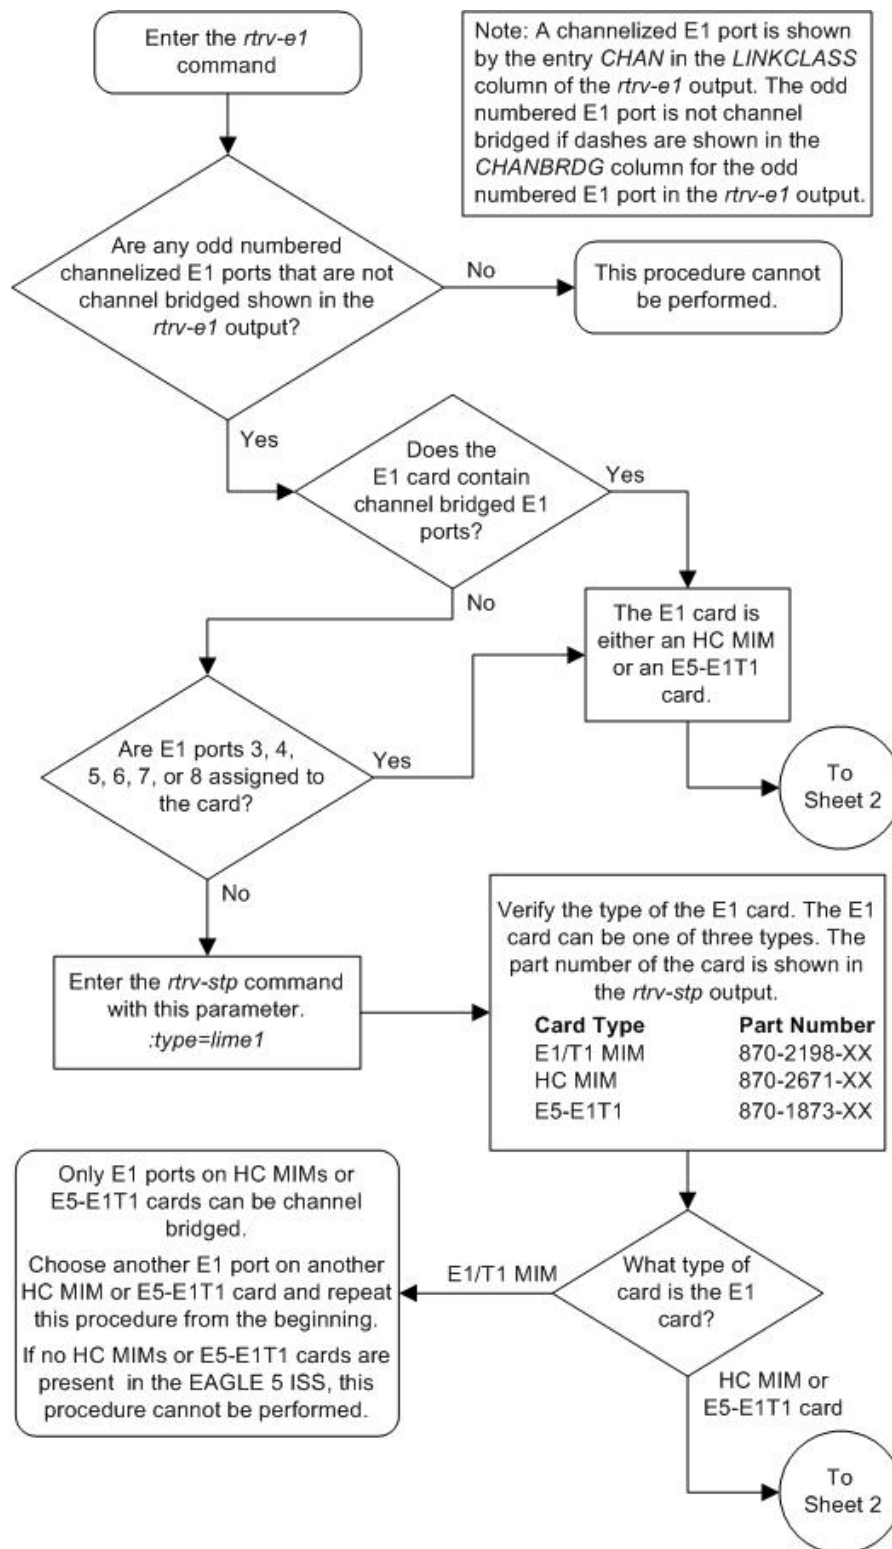 Enter the rtrv-e1
command
Note: A channelized E1 port is shown
by the entry CHAN in the LINKCLASS
column of the rtrv-e1 output. The odd
numbered E1 port is not channel
bridged if dashes are shown in the
CHANBRDG column for the odd
numbered E1 port in the rtrv-e1 output.
Are any odd numbered
channelized E1 ports that are not
channel bridged shown in the
rtrv-e1 output?
No
This procedure cannot
be performed.
Yes
Does the
E1 card contain
channel bridged E1
ports?
Yes
No
The E1 card is
either an HC MIM
or an E5-E1T1
card.
Are E1 ports 3, 4,
5, 6, 7, or 8 assigned to
the card?
Yes
To
Sheet 2
No
Enter the rtrv-stp command
with this parameter.
:type=lime1
Verify the type of the E1 card. The E1
card can be one of three types. The
part number of the card is shown in
the rtrv-stp output.
Card Type Part Number
E1/T1 MIM 870-2198-XX
HC MIM 870-2671-XX
E5-E1T1 870-1873-XX
Only E1 ports on HC MIMs or
E5-E1T1 cards can be channel
bridged.
Choose another E1 port on another
HC MIM or E5-E1T1 card and repeat
this procedure from the beginning.
If no HC MIMs or E5-E1T1 cards are
present in the EAGLE 5 ISS, this
procedure cannot be performed.
E1/T1 MIM
What type of
card is the E1
card?
HC MIM or
E5-E1T1 card
To
Sheet 2